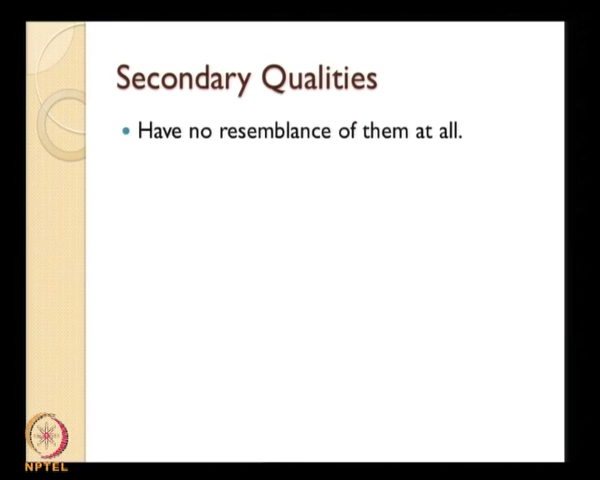 Secondary Qualities
Have no resemblance of them at all.
NPTEL